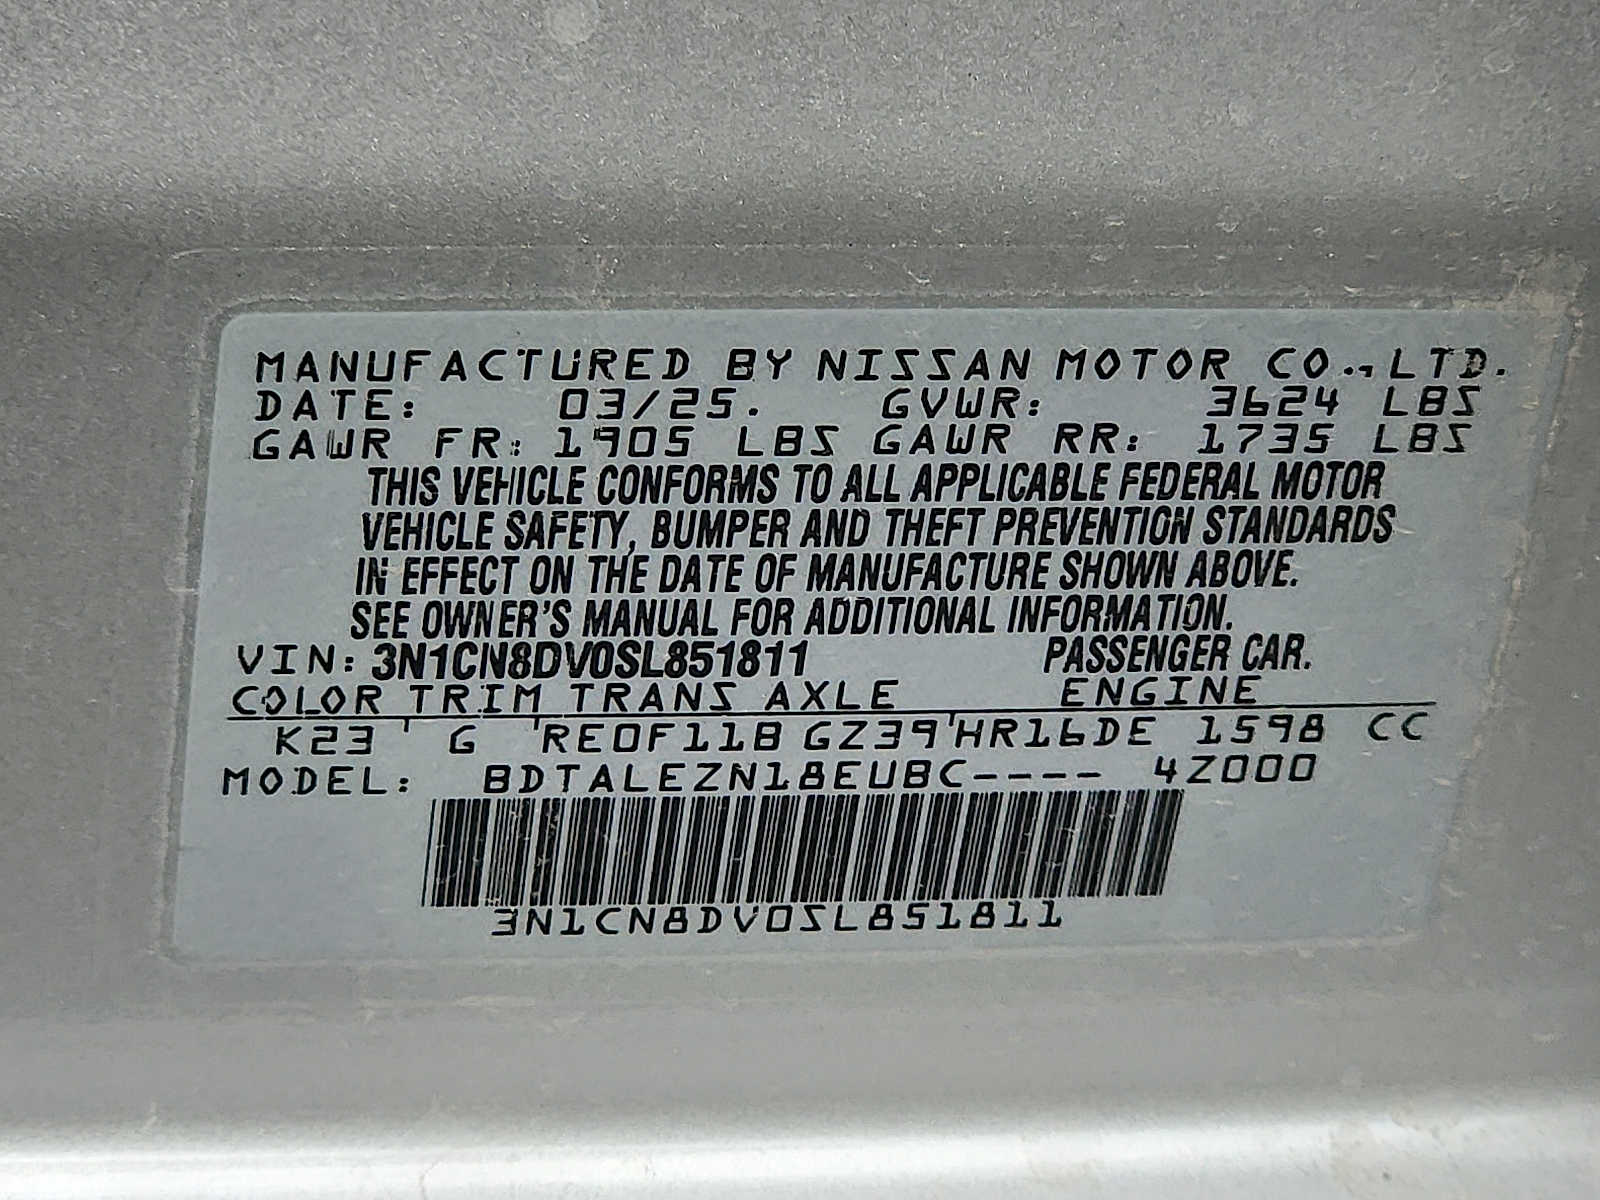 MANUFACTURED BY NISSAN MOTOR CO.,LTD.
DATE: 03/25. GVWR: 3624 LBS
GAWR FR: 1905 LBS GAWR RR: 1735 LBS
THIS VEHICLE CONFORMS TO ALL APPLICABLE FEDERAL MOTOR
VEHICLE SAFETY, BUMPER AND THEFT PREVENTION STANDARDS
IN EFFECT ON THE DATE OF MANUFACTURE SHOWN ABOVE.
SEE OWNER'S MANUAL FOR ADDITIONAL INFORMATION.
VIN: 3N1CN8DV0SL851811 PASSENGER CAR.
COLOR TRIM TRANS AXLE ENGINE
K23 G RE0F11B GZ39 HR16DE 1598 CC
MODEL: BDTALEZN18EUBC---- 4Z000
3N1CN8DV0SL851811